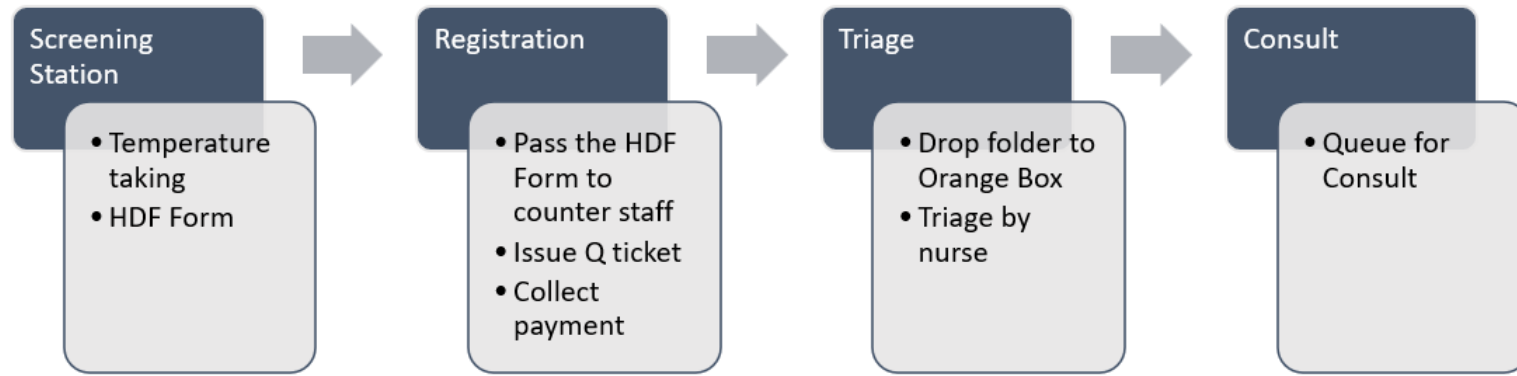 Screening
Station
• Temperature
taking
• HDF Form
Registration
• Pass the HDF
Form to
counter staff
• Issue Q ticket
• Collect
payment
Triage
• Drop folder to
Orange Box
• Triage by
nurse
Consult
• Queue for
Consult